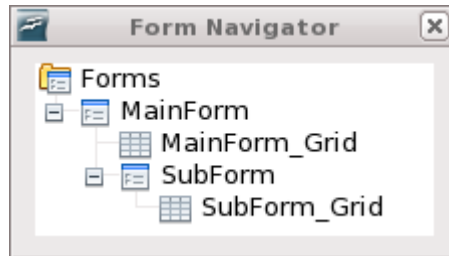 Form Navigator
Forms
MainForm
MainForm_Grid
SubForm
SubForm_Grid